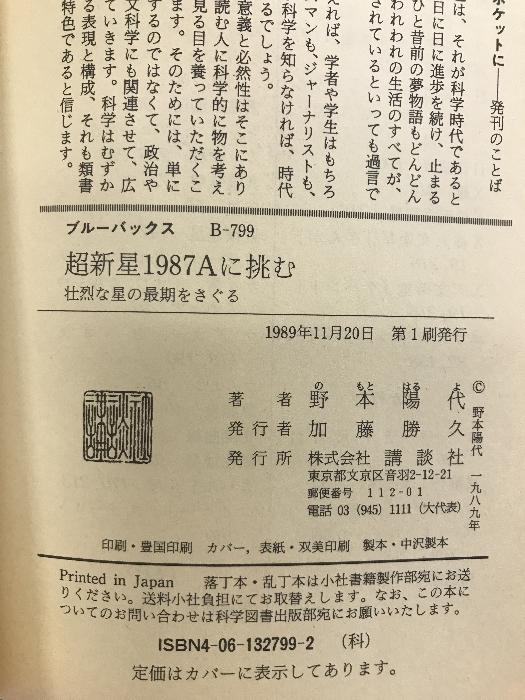 ポケットに――発刊のことば
は、それが科学時代であると
日に日に進歩を続け、止まる
ひと昔前の夢物語もどんどん
われわれの生活のすべてが、
されているといっても過言で
えれば、学者や学生はもちろ
マンも、ジャーナリストも、
科学を知らなければ、時代
るでしょう。
意義と必然性はそこにあり
読む人に科学的に物を考え
見る目を養っていただくこ
ます。そのためには、単に
するのではなくて、政治や
文科学にも関連させて、広
ていきます。科学はむずか
る表現と構成、それも類書
特色であると信じます。
ブルーバックス B-799
超新星1987Aに挑む
壮烈な星の最期をさぐる
1989年11月20日 第1刷発行
著者 野本陽代
の もと はる よ
発行者 加藤勝久
発行所 株式会社 講談社
東京都文京区音羽2-12-21
郵便番号 112-01
電話 03 (945) 1111 (大代表)
© 野本陽代 一九八九年
印刷・豊国印刷 カバー,表紙・双美印刷 製本・中沢製本
Printed in Japan 落丁本・乱丁本は小社書籍製作部宛にお送
りください。送料小社負担にてお取替えします。なお、この本に
ついてのお問い合わせは科学図書出版部宛にお願いいたします。
ISBN4-06-132799-2 (科)
定価はカバーに表示してあります。